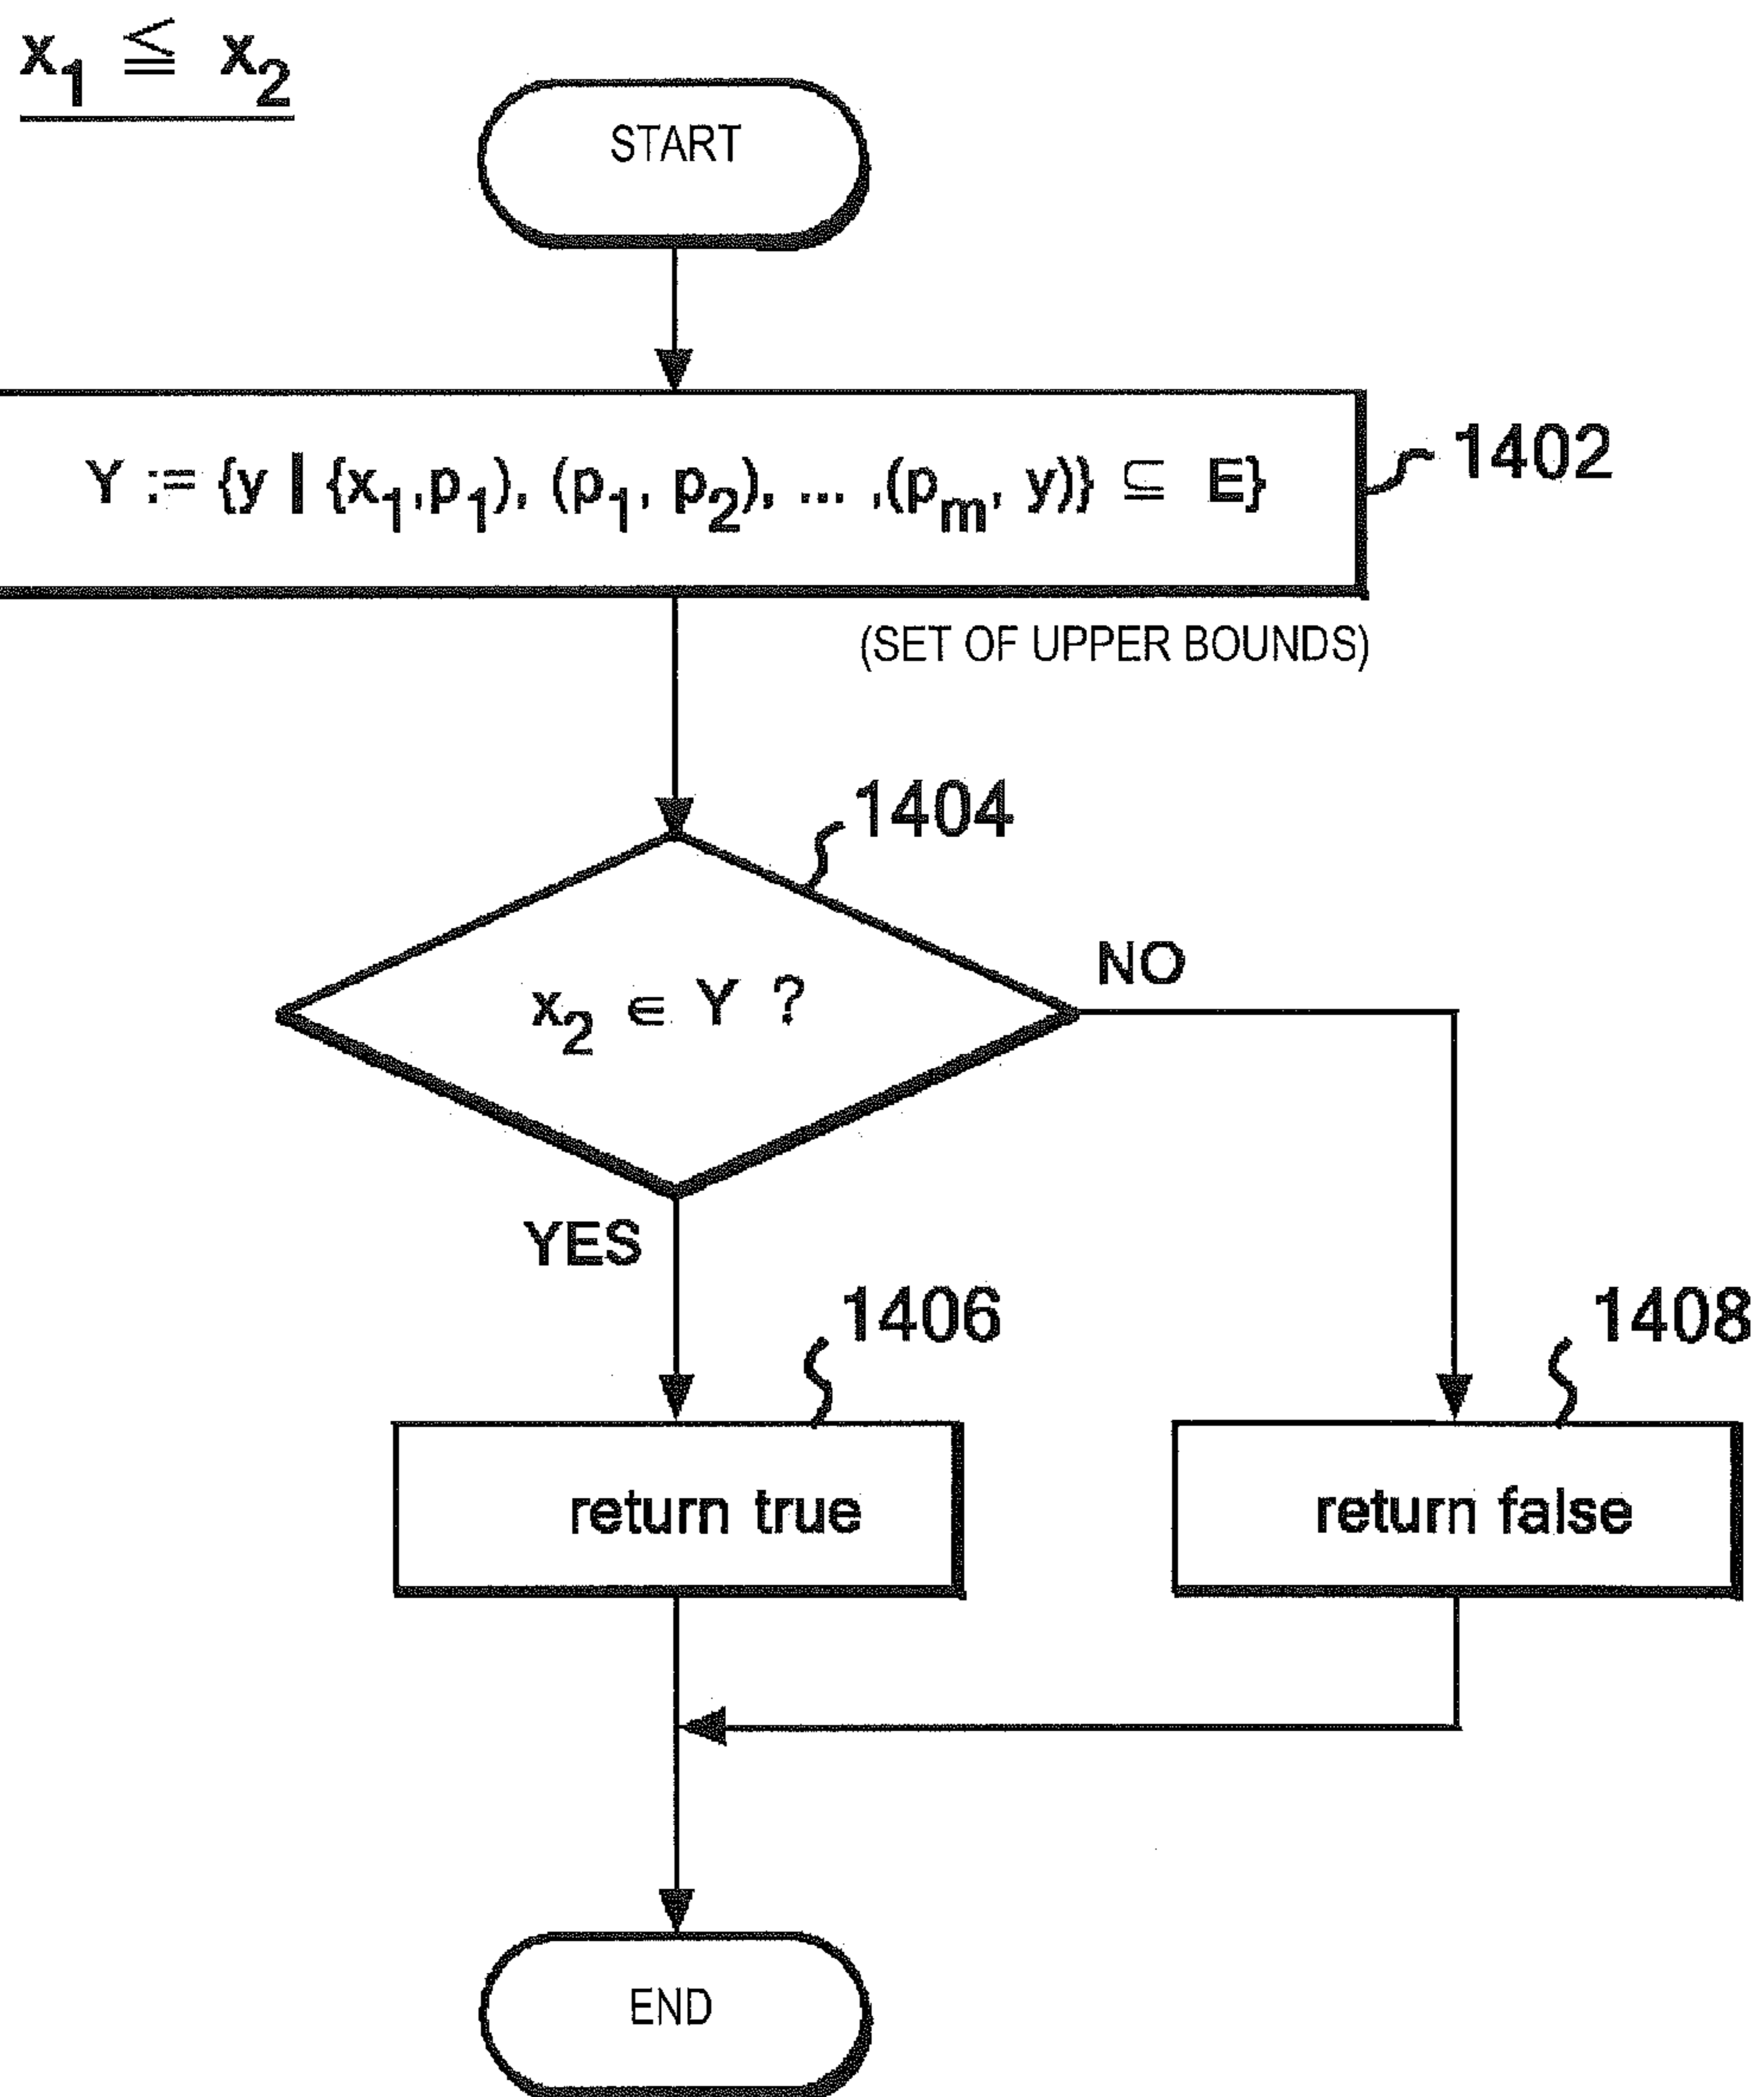 x₁ ≦ x₂
START
Y := {y | {x₁,p₁), (p₁, p₂), ... ,(pₘ, y)} ⊆ E}
1402
(SET OF UPPER BOUNDS)
1404
x₂ ∈ Y ?
NO
YES
1406
1408
return true
return false
END